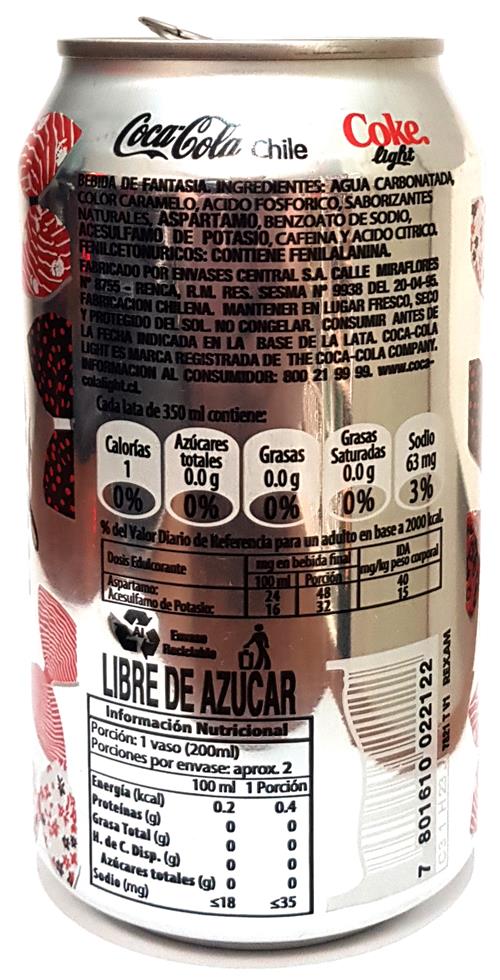 Coca-Cola Chile
Coke
light
BEBIDA DE FANTASIA. INGREDIENTES: AGUA CARBONATADA,
COLOR CARAMELO, ACIDO FOSFORICO, SABORIZANTES
NATURALES, ASPARTAMO, BENZOATO DE SODIO,
ACESULFAMO DE POTASIO, CAFEINA Y ACIDO CITRICO.
FENILCETONURICOS: CONTIENE FENILALANINA.
FABRICADO POR ENVASES CENTRAL S.A. CALLE MIRAFLORES
N° 8755 - RENCA, R.M. RES. SESMA N° 9938 DEL 20-04-95.
FABRICACION CHILENA. MANTENER EN LUGAR FRESCO, SECO
Y PROTEGIDO DEL SOL. NO CONGELAR. CONSUMIR ANTES DE
LA FECHA INDICADA EN LA BASE DE LA LATA. COCA-COLA
LIGHT ES MARCA REGISTRADA DE THE COCA-COLA COMPANY.
INFORMACION AL CONSUMIDOR: 800 21 99 99. www.coca-
colalight.cl.
Cada lata de 350 ml contiene:
Calorías 1 0%
Azúcares totales 0.0 g 0%
Grasas 0.0 g 0%
Grasas Saturadas 0.0 g 0%
Sodio 63 mg 3%
% del Valor Diario de Referencia para un adulto en base a 2000 kcal.
Dosis Edulcorante mg en bebida final IDA
100 ml Porción mg/kg peso corporal
Aspartamo: 24 48 40
Acesulfamo de Potasio: 16 32 15
Al Envase
Reciclable
LIBRE DE AZUCAR
Información Nutricional
Porción: 1 vaso (200ml)
Porciones por envase: aprox. 2
100 ml 1 Porción
Energía (kcal) 0.2 0.4
Proteínas (g) 0 0
Grasa Total (g) 0 0
H. de C. Disp. (g) 0 0
Azúcares totales (g) 0 0
Sodio (mg) ≤18 ≤35
7 801610 022122
7821 T V1 REXAM